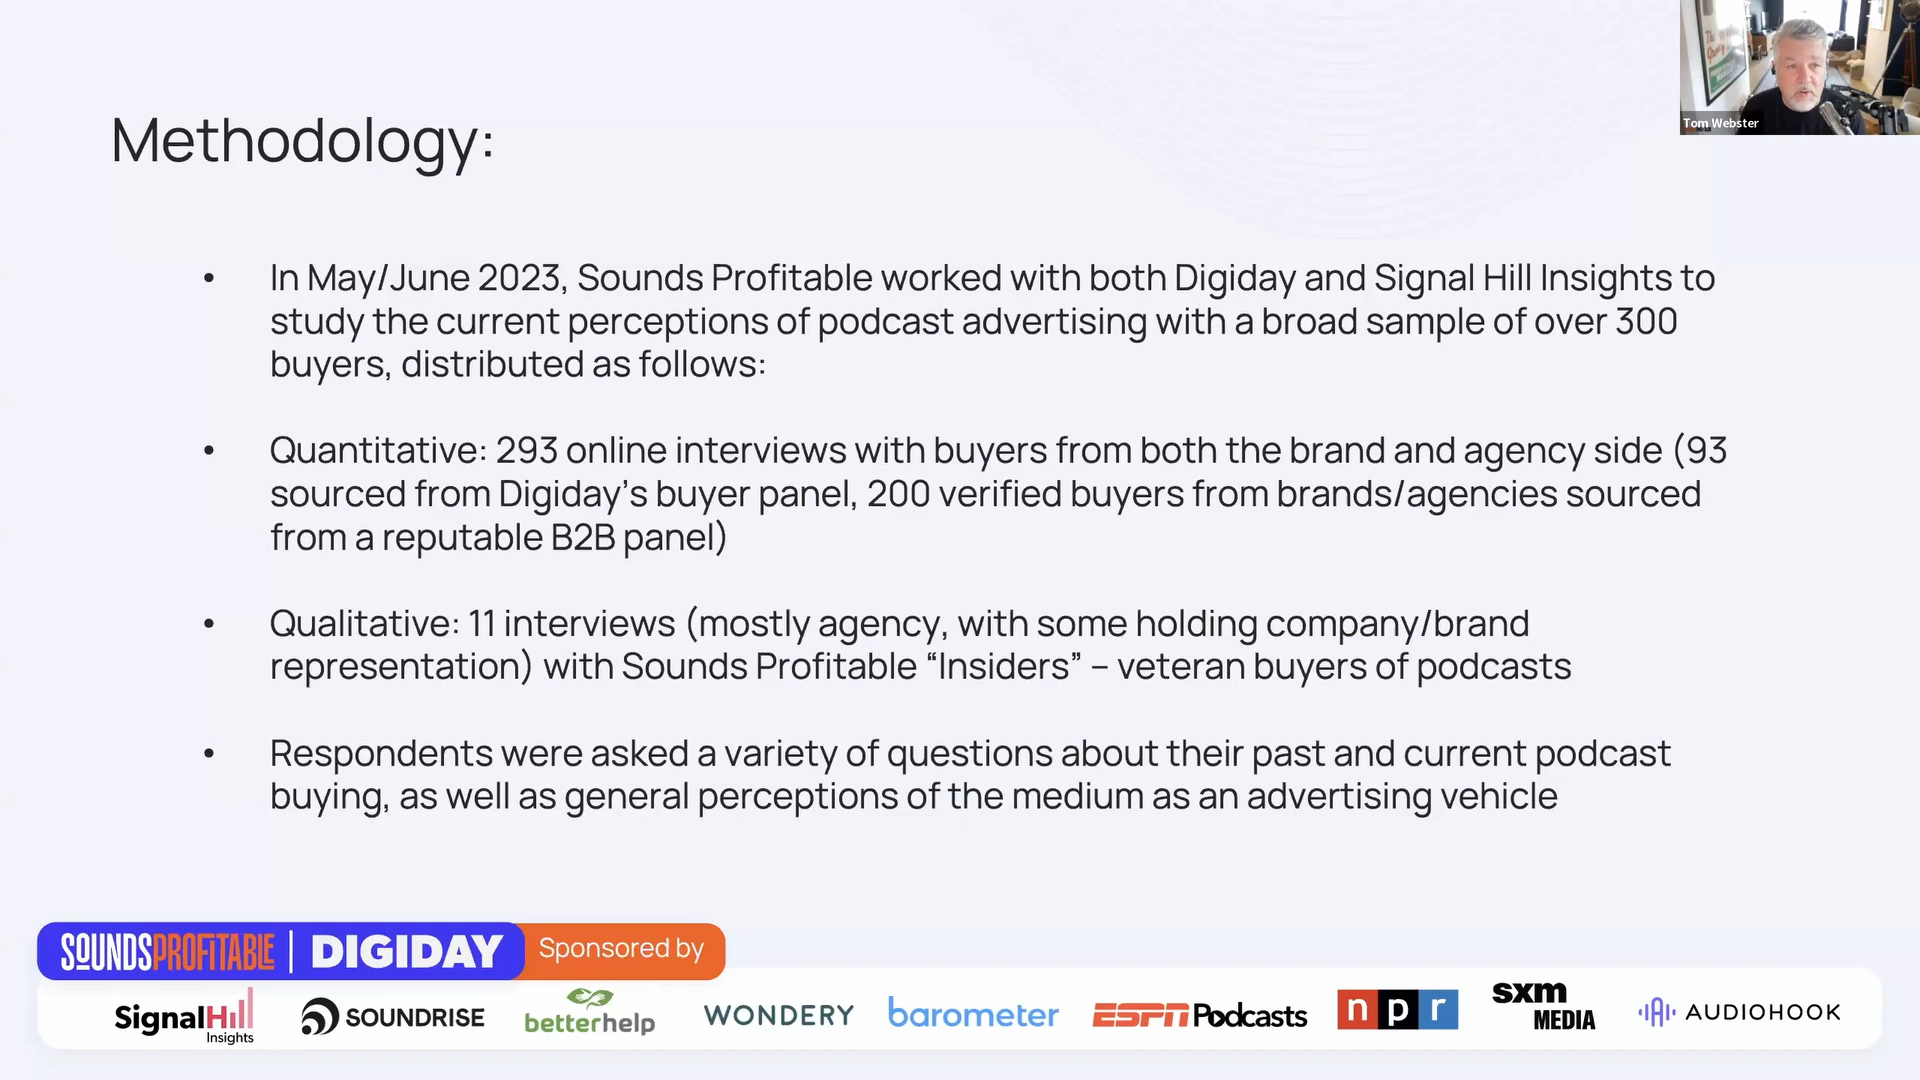 Tom Webster
Methodology:
• In May/June 2023, Sounds Profitable worked with both Digiday and Signal Hill Insights to
study the current perceptions of podcast advertising with a broad sample of over 300
buyers, distributed as follows:
• Quantitative: 293 online interviews with buyers from both the brand and agency side (93
sourced from Digiday’s buyer panel, 200 verified buyers from brands/agencies sourced
from a reputable B2B panel)
• Qualitative: 11 interviews (mostly agency, with some holding company/brand
representation) with Sounds Profitable “Insiders” – veteran buyers of podcasts
• Respondents were asked a variety of questions about their past and current podcast
buying, as well as general perceptions of the medium as an advertising vehicle
SOUNDSPROFITABLE | DIGIDAY Sponsored by
SignalHill
Insights
SOUNDRISE
betterhelp
WONDERY
barometer
ESPN Podcasts
npr
sxm
MEDIA
AUDIOHOOK